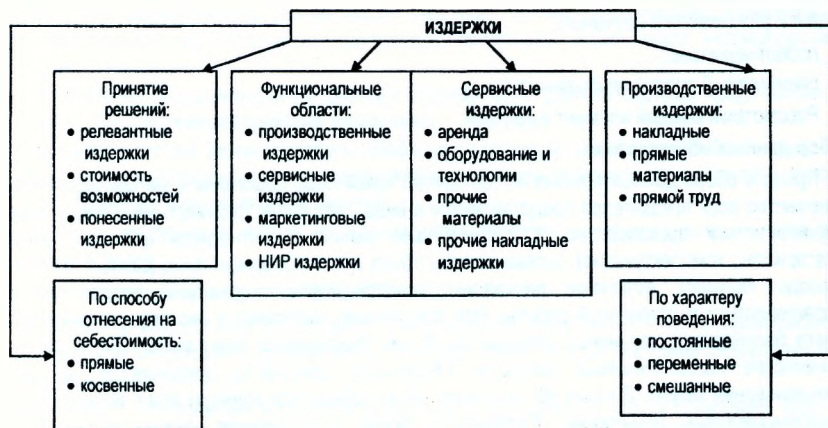 ИЗДЕРЖКИ
Принятие
решений:
• релевантные
издержки
• стоимость
возможностей
• понесенные
издержки
Функциональные
области:
• производственные
издержки
• сервисные
издержки
• маркетинговые
издержки
• НИР издержки
Сервисные
издержки:
• аренда
• оборудование и
технологии
• прочие
материалы
• прочие накладные
издержки
Производственные
издержки:
• накладные
• прямые
материалы
• прямой труд
По способу
отнесения на
себестоимость:
• прямые
• косвенные
По характеру
поведения:
• постоянные
• переменные
• смешанные